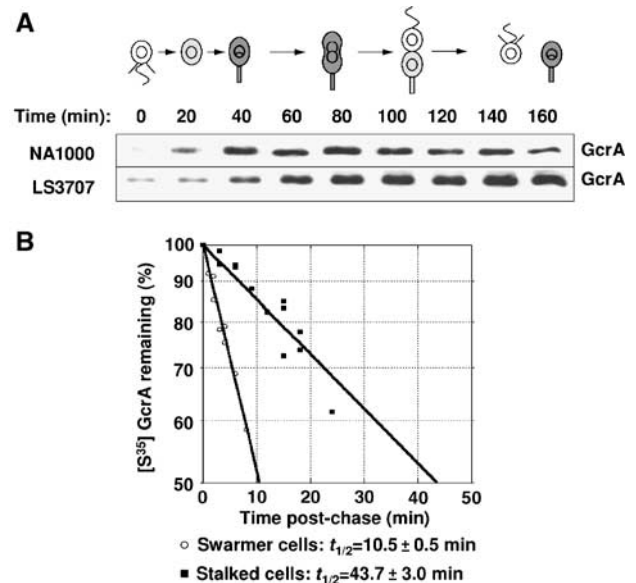 A
Time (min): 0 20 40 60 80 100 120 140 160
NA1000 GcrA
LS3707 GcrA
B
100
90
80
70
60
50
[S³⁵] GcrA remaining (%)
0 10 20 30 40 50
Time post-chase (min)
○ Swarmer cells: t1/2=10.5 ± 0.5 min
■ Stalked cells: t1/2=43.7 ± 3.0 min